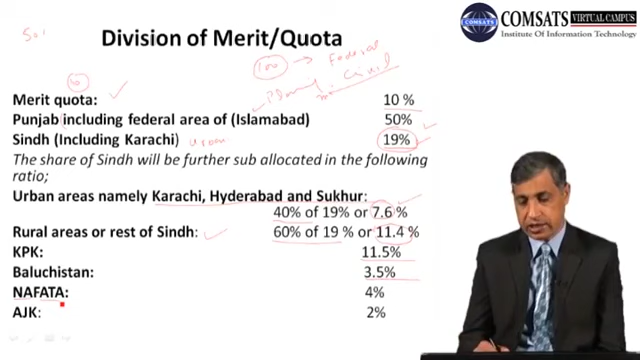 COMSATS VIRTUAL CAMPUS
Institute Of Information Technology
Division of Merit/Quota
100 → Federal
Planing Civil
Merit quota: 10 %
Punjab (including federal area of (Islamabad) 50%
Sindh (Including Karachi) urban 19%
The share of Sindh will be further sub allocated in the following
ratio;
Urban areas namely Karachi, Hyderabad and Sukhur:
40% of 19% or 7.6 %
Rural areas or rest of Sindh: 60% of 19 % or 11.4 %
KPK: 11.5%
Baluchistan: 3.5%
NAFATA: 4%
AJK: 2%